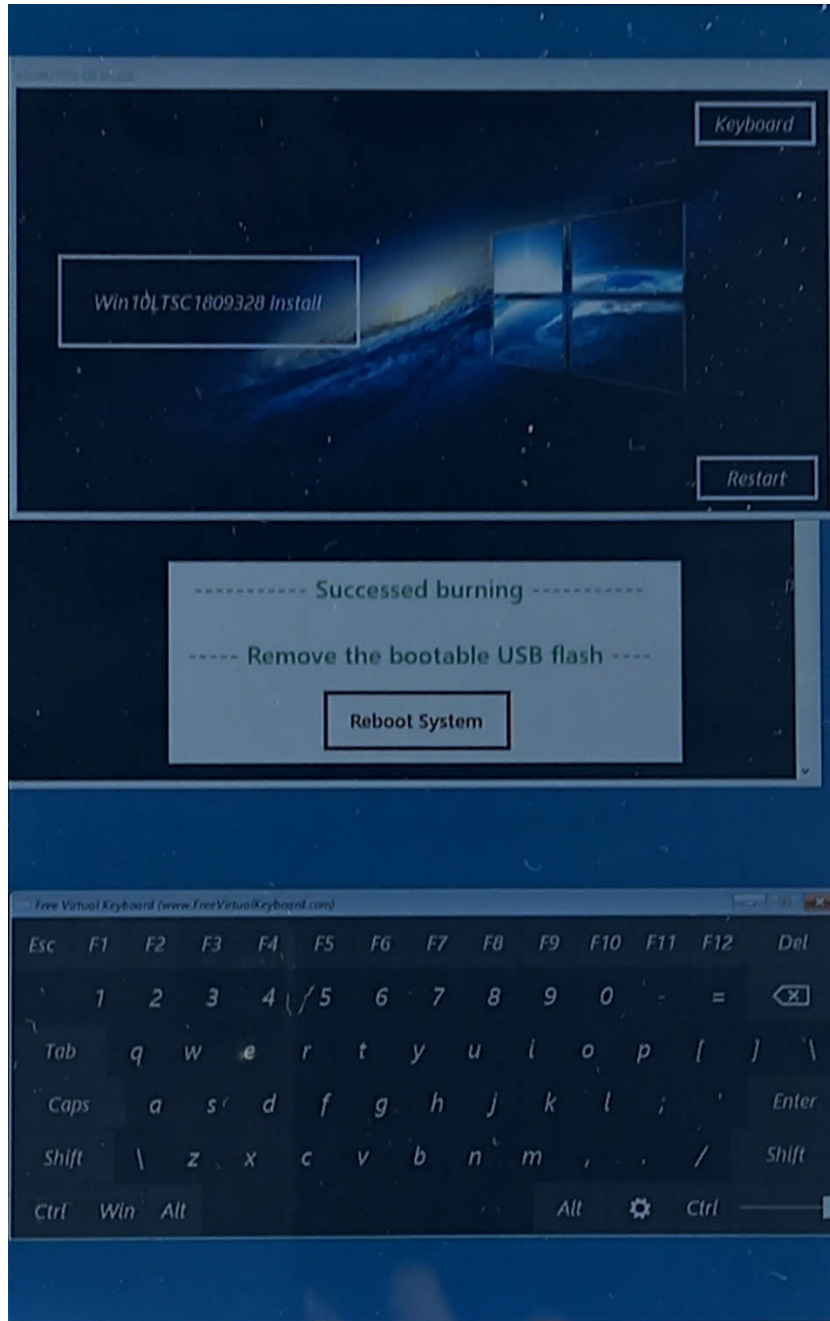 Keyboard
Win10LTSC1809328 Install
Restart
---------- Successed burning ----------
----- Remove the bootable USB flash ----
Reboot System
Free Virtual Keyboard (www.FreeVirtualKeyboard.com)
Esc F1 F2 F3 F4 F5 F6 F7 F8 F9 F10 F11 F12 Del
` 1 2 3 4 5 6 7 8 9 0 - =
Tab q w e r t y u i o p [ ] \
Caps a s d f g h j k l ; ' Enter
Shift \ z x c v b n m , . / Shift
Ctrl Win Alt Alt Ctrl